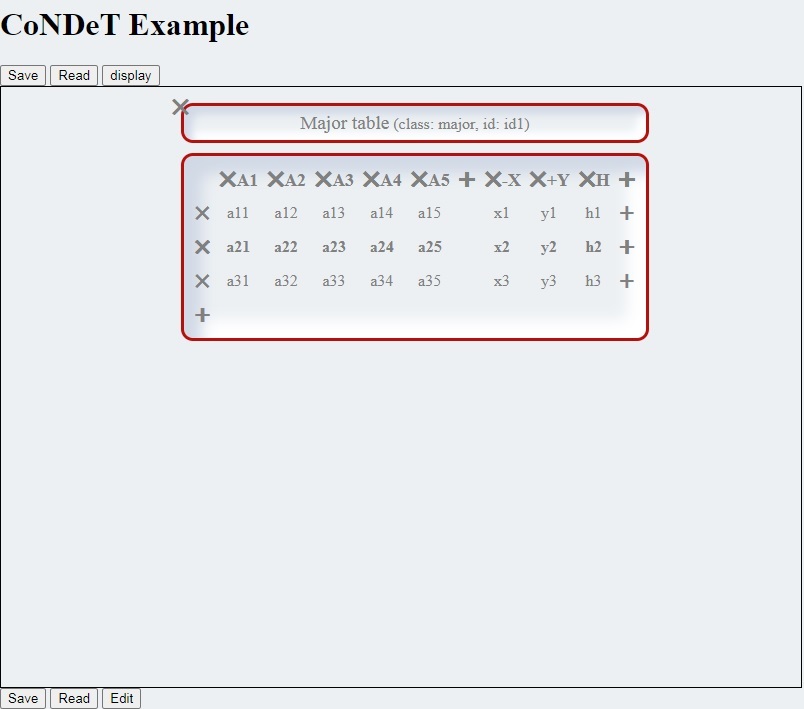 CoNDeT Example
Save Read display
Major table (class: major, id: id1)
A1 A2 A3 A4 A5 -X +Y H
a11 a12 a13 a14 a15 x1 y1 h1
a21 a22 a23 a24 a25 x2 y2 h2
a31 a32 a33 a34 a35 x3 y3 h3
Save Read Edit